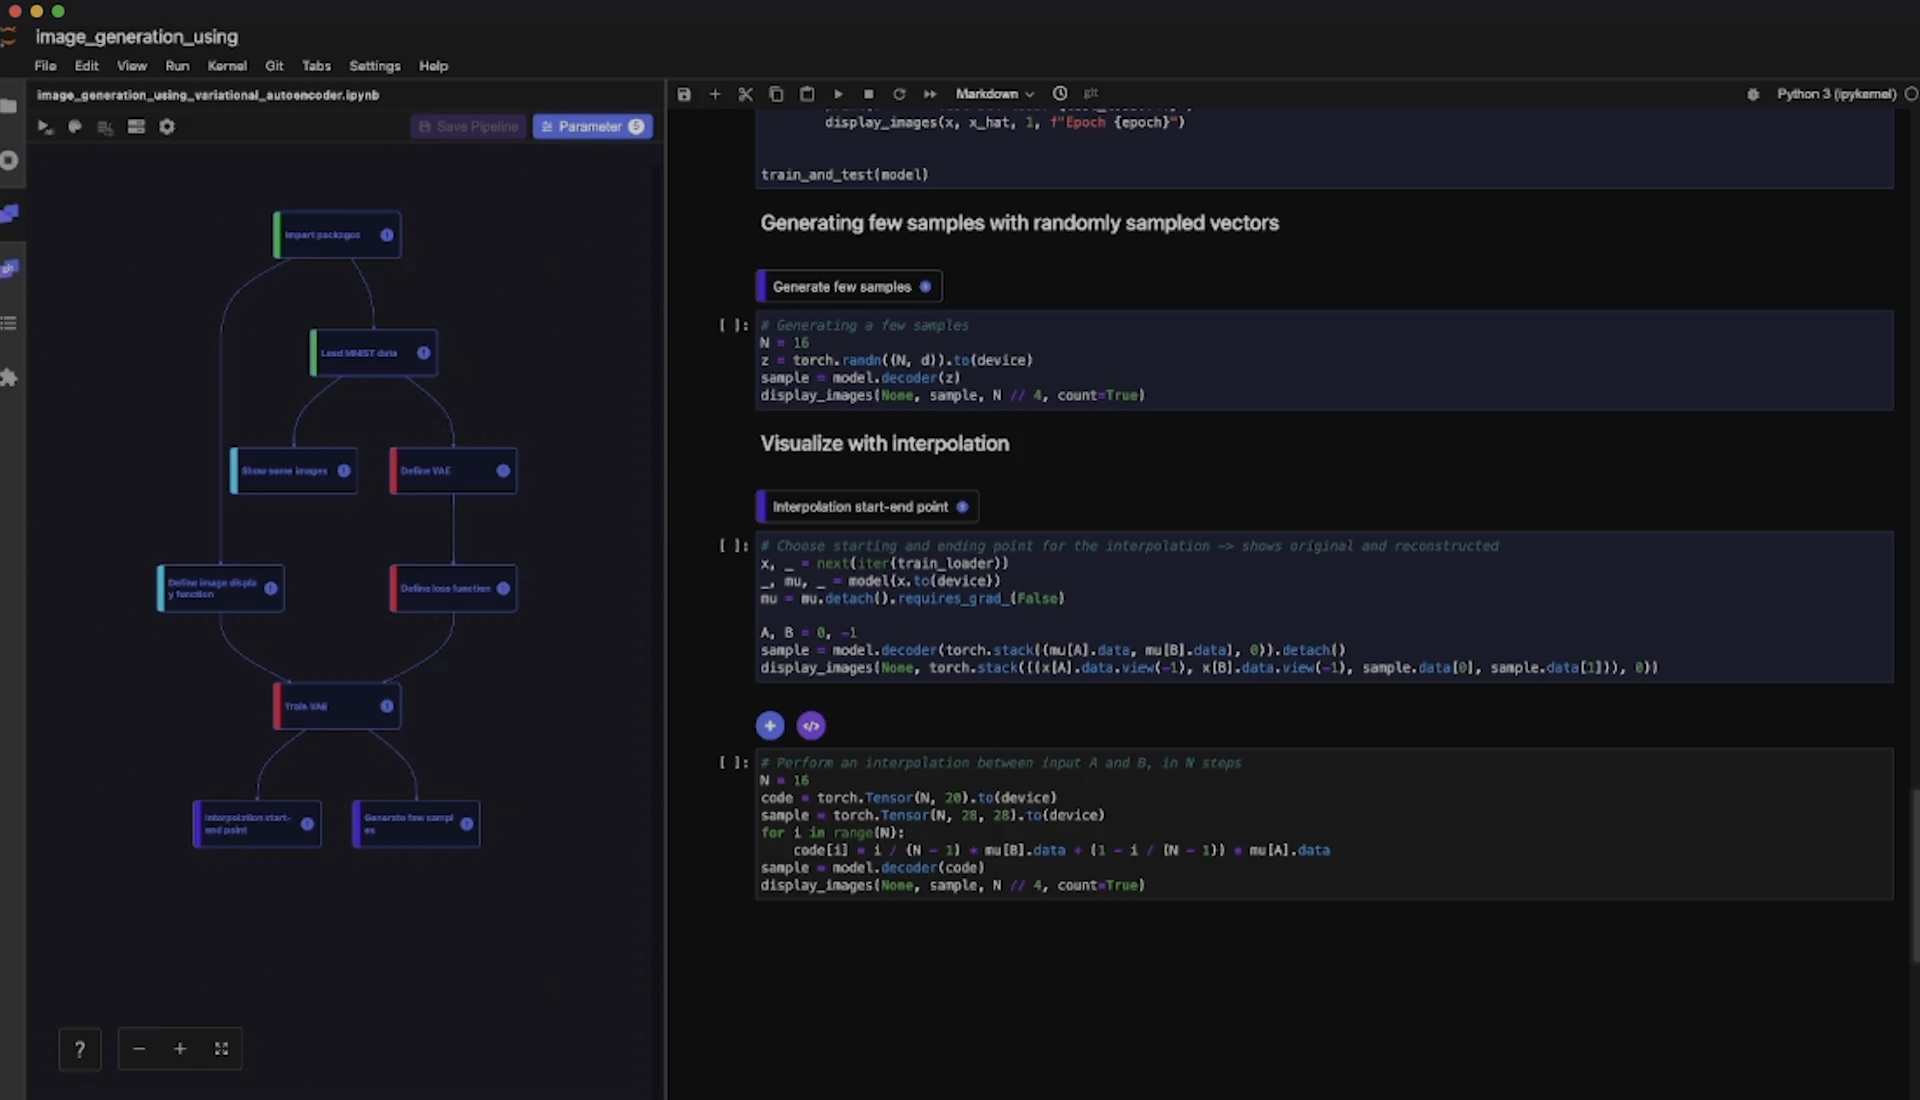 image_generation_using
File Edit View Run Kernel Git Tabs Settings Help
image_generation_using_variational_autoencoder.ipynb
Save Pipeline
Parameter 5
Import packages
Load MNIST data
Show some images
Define VAE
Define image displa
y function
Define loss function
Train VAE
Interpolation start-
end point
Generate few sampl
es
?
Markdown
git
Python 3 (ipykernel)
display_images(x, x_hat, 1, f"Epoch {epoch}")
train_and_test(model)
Generating few samples with randomly sampled vectors
Generate few samples
[ ]: # Generating a few samples
N = 16
z = torch.randn((N, d)).to(device)
sample = model.decoder(z)
display_images(None, sample, N // 4, count=True)
Visualize with interpolation
Interpolation start-end point
[ ]: # Choose starting and ending point for the interpolation -> shows original and reconstructed
x, _ = next(iter(train_loader))
_, mu, _ = model(x.to(device))
mu = mu.detach().requires_grad_(False)
A, B = 0, -1
sample = model.decoder(torch.stack((mu[A].data, mu[B].data), 0)).detach()
display_images(None, torch.stack(((x[A].data.view(-1), x[B].data.view(-1), sample.data[0], sample.data[1])), 0))
[ ]: # Perform an interpolation between input A and B, in N steps
N = 16
code = torch.Tensor(N, 20).to(device)
sample = torch.Tensor(N, 28, 28).to(device)
for i in range(N):
code[i] = i / (N - 1) * mu[B].data + (1 - i / (N - 1)) * mu[A].data
sample = model.decoder(code)
display_images(None, sample, N // 4, count=True)